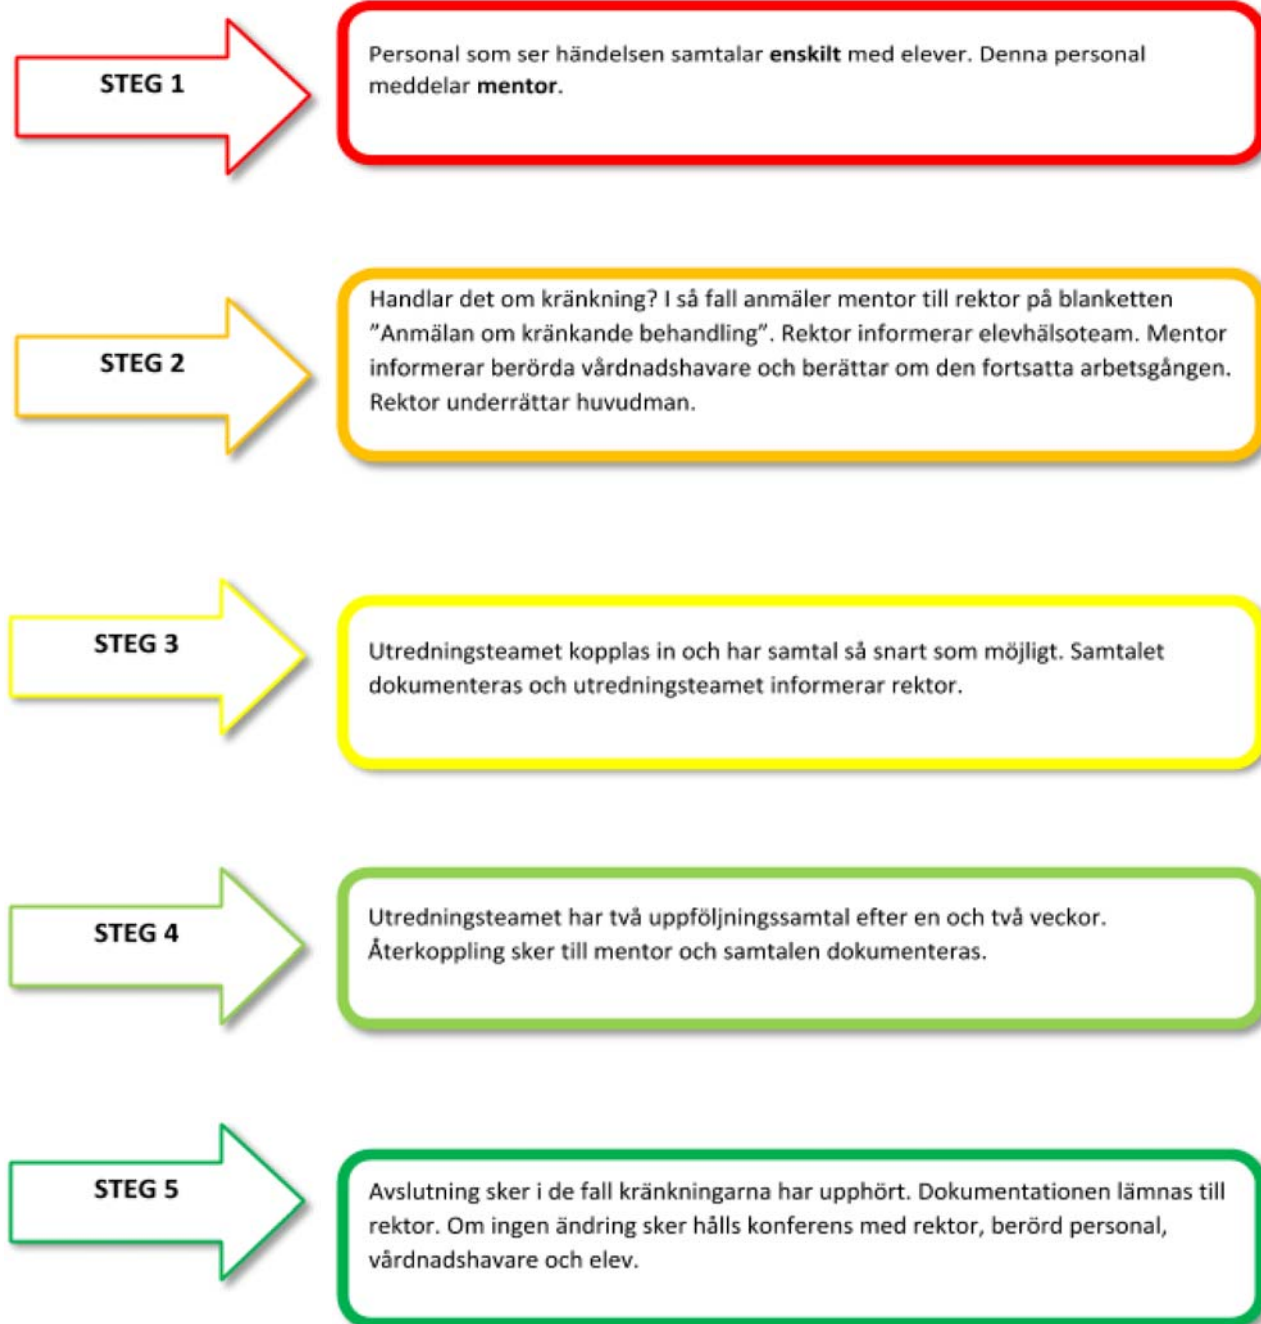 STEG 1
Personal som ser händelsen samtalar enskilt med elever. Denna personal
meddelar mentor.
STEG 2
Handlar det om kränkning? I så fall anmäler mentor till rektor på blanketten
”Anmälan om kränkande behandling”. Rektor informerar elevhälsoteam. Mentor
informerar berörda vårdnadshavare och berättar om den fortsatta arbetsgången.
Rektor underrättar huvudman.
STEG 3
Utredningsteamet kopplas in och har samtal så snart som möjligt. Samtalet
dokumenteras och utredningsteamet informerar rektor.
STEG 4
Utredningsteamet har två uppföljningssamtal efter en och två veckor.
Återkoppling sker till mentor och samtalen dokumenteras.
STEG 5
Avslutning sker i de fall kränkningarna har upphört. Dokumentationen lämnas till
rektor. Om ingen ändring sker hålls konferens med rektor, berörd personal,
vårdnadshavare och elev.